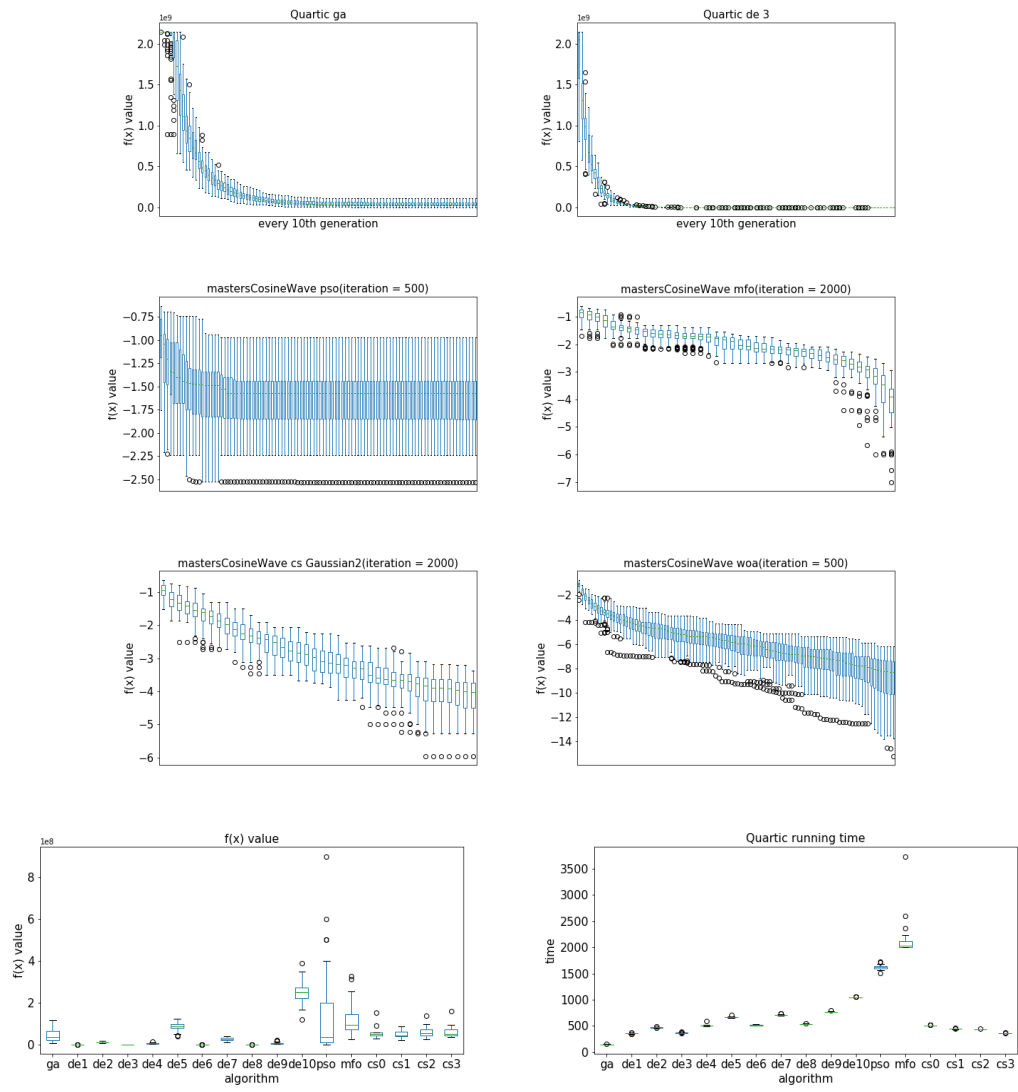 Quartic ga
1e9
f(x) value
2.0
1.5
1.0
0.5
0.0
every 10th generation
Quartic de 3
1e9
f(x) value
2.0
1.5
1.0
0.5
0.0
every 10th generation
mastersCosineWave pso(iteration = 500)
f(x) value
−0.75
−1.00
−1.25
−1.50
−1.75
−2.00
−2.25
−2.50
mastersCosineWave mfo(iteration = 2000)
f(x) value
−1
−2
−3
−4
−5
−6
−7
mastersCosineWave cs Gaussian2(iteration = 2000)
f(x) value
−1
−2
−3
−4
−5
−6
mastersCosineWave woa(iteration = 500)
f(x) value
−2
−4
−6
−8
−10
−12
−14
f(x) value
1e8
f(x) value
8
6
4
2
0
ga de1 de2 de3 de4 de5 de6 de7 de8 de9 de10 pso mfo cs0 cs1 cs2 cs3
algorithm
Quartic running time
time
3500
3000
2500
2000
1500
1000
500
0
ga de1 de2 de3 de4 de5 de6 de7 de8 de9 de10 pso mfo cs0 cs1 cs2 cs3
algorithm